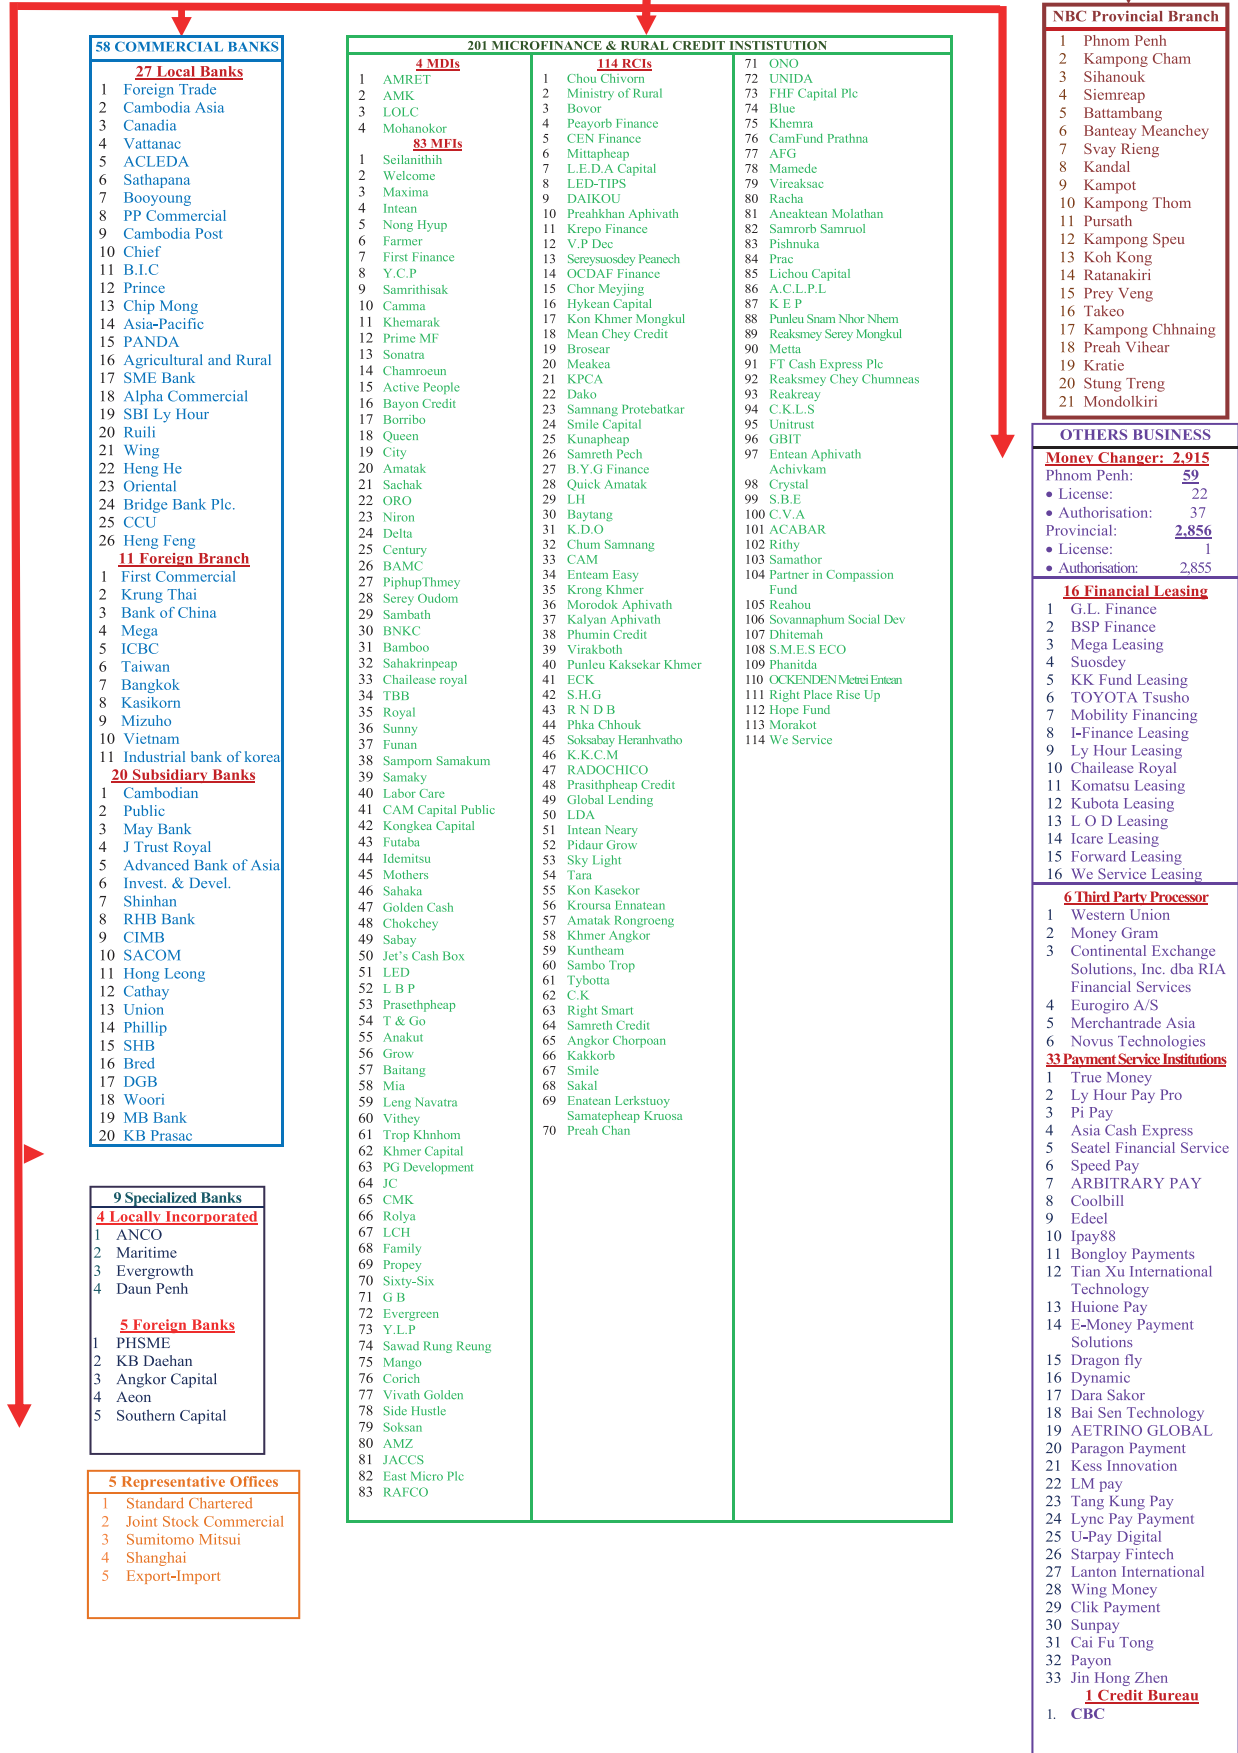 58 COMMERCIAL BANKS
27 Local Banks
1 Foreign Trade
2 Cambodia Asia
3 Canadia
4 Vattanac
5 ACLEDA
6 Sathapana
7 Booyoung
8 PP Commercial
9 Cambodia Post
10 Chief
11 B.I.C
12 Prince
13 Chip Mong
14 Asia-Pacific
15 PANDA
16 Agricultural and Rural
17 SME Bank
18 Alpha Commercial
19 SBI Ly Hour
20 Ruili
21 Wing
22 Heng He
23 Oriental
24 Bridge Bank Plc.
25 CCU
26 Heng Feng
11 Foreign Branch
1 First Commercial
2 Krung Thai
3 Bank of China
4 Mega
5 ICBC
6 Taiwan
7 Bangkok
8 Kasikorn
9 Mizuho
10 Vietnam
11 Industrial bank of korea
20 Subsidiary Banks
1 Cambodian
2 Public
3 May Bank
4 J Trust Royal
5 Advanced Bank of Asia
6 Invest. & Devel.
7 Shinhan
8 RHB Bank
9 CIMB
10 SACOM
11 Hong Leong
12 Cathay
13 Union
14 Phillip
15 SHB
16 Bred
17 DGB
18 Woori
19 MB Bank
20 KB Prasac
9 Specialized Banks
4 Locally Incorporated
1 ANCO
2 Maritime
3 Evergrowth
4 Daun Penh
5 Foreign Banks
1 PHSME
2 KB Daehan
3 Angkor Capital
4 Aeon
5 Southern Capital
5 Representative Offices
1 Standard Chartered
2 Joint Stock Commercial
3 Sumitomo Mitsui
4 Shanghai
5 Export-Import
201 MICROFINANCE & RURAL CREDIT INSTISTUTION
4 MDIs
1 AMRET
2 AMK
3 LOLC
4 Mohanokor
83 MFIs
1 Seilanithih
2 Welcome
3 Maxima
4 Intean
5 Nong Hyup
6 Farmer
7 First Finance
8 Y.C.P
9 Samrithisak
10 Camma
11 Khemarak
12 Prime MF
13 Sonatra
14 Chamroeun
15 Active People
16 Bayon Credit
17 Borribo
18 Queen
19 City
20 Amatak
21 Sachak
22 ORO
23 Niron
24 Delta
25 Century
26 BAMC
27 PiphupThmey
28 Serey Oudom
29 Sambath
30 BNKC
31 Bamboo
32 Sahakrinpeap
33 Chailease royal
34 TBB
35 Royal
36 Sunny
37 Funan
38 Samporn Samakum
39 Samaky
40 Labor Care
41 CAM Capital Public
42 Kongkea Capital
43 Futaba
44 Idemitsu
45 Mothers
46 Sahaka
47 Golden Cash
48 Chokchey
49 Sabay
50 Jet's Cash Box
51 LED
52 L B P
53 Prasethpheap
54 T & Go
55 Anakut
56 Grow
57 Baitang
58 Mia
59 Leng Navatra
60 Vithey
61 Trop Khnhom
62 Khmer Capital
63 PG Development
64 JC
65 CMK
66 Rolya
67 LCH
68 Family
69 Propey
70 Sixty-Six
71 G B
72 Evergreen
73 Y.L.P
74 Sawad Rung Reung
75 Mango
76 Corich
77 Vivath Golden
78 Side Hustle
79 Soksan
80 AMZ
81 JACCS
82 East Micro Plc
83 RAFCO
114 RCIs
1 Chou Chivorn
2 Ministry of Rural
3 Bovor
4 Peayorb Finance
5 CEN Finance
6 Mittapheap
7 L.E.D.A Capital
8 LED-TIPS
9 DAIKOU
10 Preahkhan Aphivath
11 Krepo Finance
12 V.P Dec
13 Sereysuosdey Peanech
14 OCDAF Finance
15 Chor Meyjing
16 Hykean Capital
17 Kon Khmer Mongkul
18 Mean Chey Credit
19 Brosear
20 Meakea
21 KPCA
22 Dako
23 Samnang Protebatkar
24 Smile Capital
25 Kunapheap
26 Samreth Pech
27 B.Y.G Finance
28 Quick Amatak
29 LH
30 Baytang
31 K.D.O
32 Chum Samnang
33 CAM
34 Enteam Easy
35 Krong Khmer
36 Morodok Aphivath
37 Kalyan Aphivath
38 Phumin Credit
39 Virakboth
40 Punleu Kaksekar Khmer
41 ECK
42 S.H.G
43 R N D B
44 Phka Chhouk
45 Soksabay Heranhvatho
46 K.K.C.M
47 RADOCHICO
48 Prasithpheap Credit
49 Global Lending
50 LDA
51 Intean Neary
52 Pidaur Grow
53 Sky Light
54 Tara
55 Kon Kasekor
56 Kroursa Ennatean
57 Amatak Rongroeng
58 Khmer Angkor
59 Kuntheam
60 Sambo Trop
61 Tybotta
62 C.K
63 Right Smart
64 Samreth Credit
65 Angkor Chorpoan
66 Kakkorb
67 Smile
68 Sakal
69 Enatean Lerkstuoy
Samatepheap Kruosa
70 Preah Chan
71 ONO
72 UNIDA
73 FHF Capital Plc
74 Blue
75 Khemra
76 CamFund Prathna
77 AFG
78 Mamede
79 Vireaksac
80 Racha
81 Aneaktean Molathan
82 Samrorb Samruol
83 Pishnuka
84 Prac
85 Lichou Capital
86 A.C.L.P.L
87 K E P
88 Punleu Snam Nhor Nhem
89 Reaksmey Serey Mongkul
90 Metta
91 FT Cash Express Plc
92 Reaksmey Chey Chumneas
93 Reakreay
94 C.K.L.S
95 Unitrust
96 GBIT
97 Entean Aphivath
Achivkam
98 Crystal
99 S.B.E
100 C.V.A
101 ACABAR
102 Rithy
103 Samathor
104 Partner in Compassion
Fund
105 Reahou
106 Sovannaphum Social Dev
107 Dhitemah
108 S.M.E.S ECO
109 Phanitda
110 OCKENDEN Metrei Entean
111 Right Place Rise Up
112 Hope Fund
113 Morakot
114 We Service
NBC Provincial Branch
1 Phnom Penh
2 Kampong Cham
3 Sihanouk
4 Siemreap
5 Battambang
6 Banteay Meanchey
7 Svay Rieng
8 Kandal
9 Kampot
10 Kampong Thom
11 Pursath
12 Kampong Speu
13 Koh Kong
14 Ratanakiri
15 Prey Veng
16 Takeo
17 Kampong Chhnaing
18 Preah Vihear
19 Kratie
20 Stung Treng
21 Mondolkiri
OTHERS BUSINESS
Money Changer: 2,915
Phnom Penh: 59
• License: 22
• Authorisation: 37
Provincial: 2,856
• License: 1
• Authorisation: 2,855
16 Financial Leasing
1 G.L. Finance
2 BSP Finance
3 Mega Leasing
4 Suosdey
5 KK Fund Leasing
6 TOYOTA Tsusho
7 Mobility Financing
8 I-Finance Leasing
9 Ly Hour Leasing
10 Chailease Royal
11 Komatsu Leasing
12 Kubota Leasing
13 L O D Leasing
14 Icare Leasing
15 Forward Leasing
16 We Service Leasing
6 Third Party Processor
1 Western Union
2 Money Gram
3 Continental Exchange
Solutions, Inc. dba RIA
Financial Services
4 Eurogiro A/S
5 Merchantrade Asia
6 Novus Technologies
33 Payment Service Institutions
1 True Money
2 Ly Hour Pay Pro
3 Pi Pay
4 Asia Cash Express
5 Seatel Financial Service
6 Speed Pay
7 ARBITRARY PAY
8 Coolbill
9 Edeel
10 Ipay88
11 Bongloy Payments
12 Tian Xu International
Technology
13 Huione Pay
14 E-Money Payment
Solutions
15 Dragon fly
16 Dynamic
17 Dara Sakor
18 Bai Sen Technology
19 AETRINO GLOBAL
20 Paragon Payment
21 Kess Innovation
22 LM pay
23 Tang Kung Pay
24 Lync Pay Payment
25 U-Pay Digital
26 Starpay Fintech
27 Lanton International
28 Wing Money
29 Clik Payment
30 Sunpay
31 Cai Fu Tong
32 Payon
33 Jin Hong Zhen
1 Credit Bureau
1. CBC